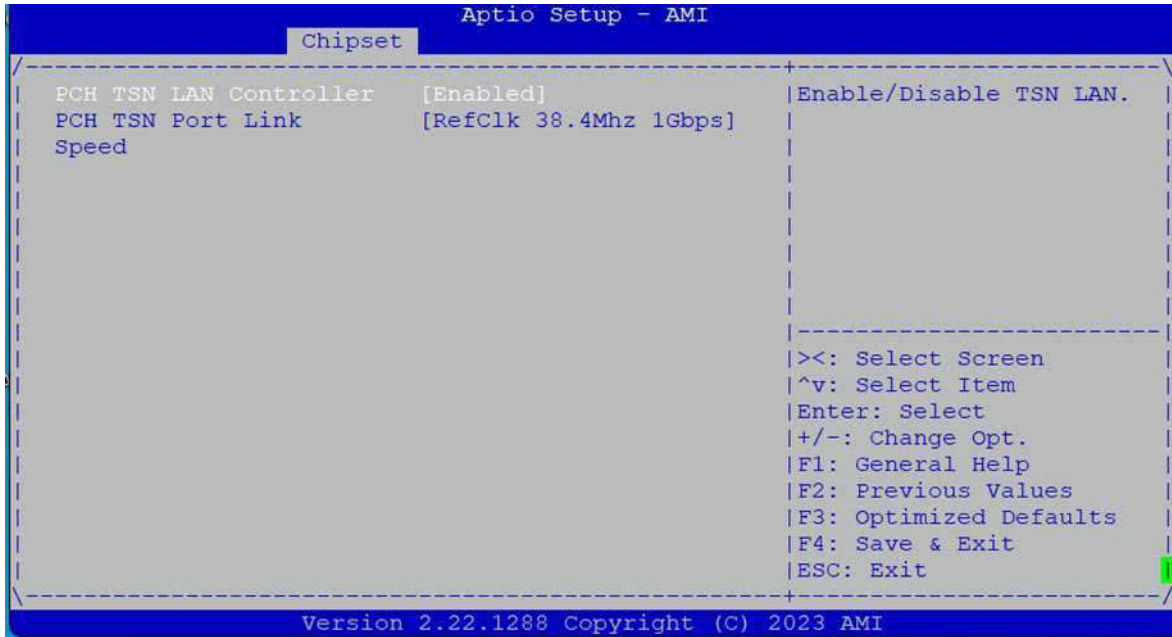 Aptio Setup - AMI
Chipset
/----------------------------------------------------+-------------------------\
| PCH TSN LAN Controller [Enabled] |Enable/Disable TSN LAN. |
| PCH TSN Port Link [RefClk 38.4Mhz 1Gbps] | |
| Speed | |
| | |
| | |
| | |
| | |
| | |
| | |
| |-------------------------|
| |><: Select Screen |
| |^v: Select Item |
| |Enter: Select |
| |+/-: Change Opt. |
| |F1: General Help |
| |F2: Previous Values |
| |F3: Optimized Defaults |
| |F4: Save & Exit |
| |ESC: Exit |
\----------------------------------------------------+-------------------------/
Version 2.22.1288 Copyright (C) 2023 AMI